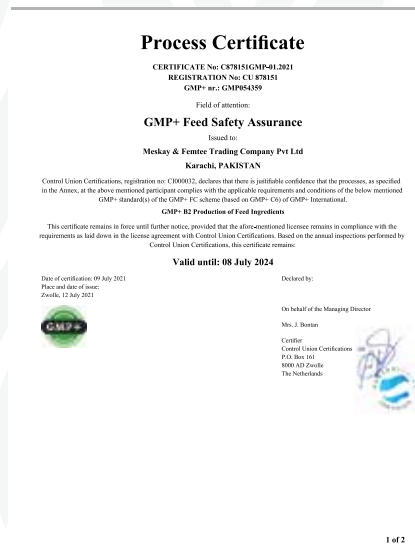 Process Certificate
CERTIFICATE No: C878151GMP-01.2021
REGISTRATION No: CU 878151
GMP+ nr.: GMP054359
Field of attention:
GMP+ Feed Safety Assurance
Issued to:
Meskay & Femtee Trading Company Pvt Ltd
Karachi, PAKISTAN
Control Union Certifications, registration no: CI000032, declares that there is justifiable confidence that the processes, as specified
in the Annex, at the above mentioned participant complies with the applicable requirements and conditions of the below mentioned
GMP+ standard(s) of the GMP+ FC scheme (based on GMP+ C6) of GMP+ International.
GMP+ B2 Production of Feed Ingredients
This certificate remains in force until further notice, provided that the afore-mentioned licensee remains in compliance with the
requirements as laid down in the license agreement with Control Union Certifications. Based on the annual inspections performed by
Control Union Certifications, this certificate remains:
Valid until: 08 July 2024
Date of certification: 09 July 2021
Place and date of issue:
Zwolle, 12 July 2021
Declared by:
GMP+
On behalf of the Managing Director
Mrs. J. Bontan
Certifier
Control Union Certifications
P.O. Box 161
8000 AD Zwolle
The Netherlands
1 of 2